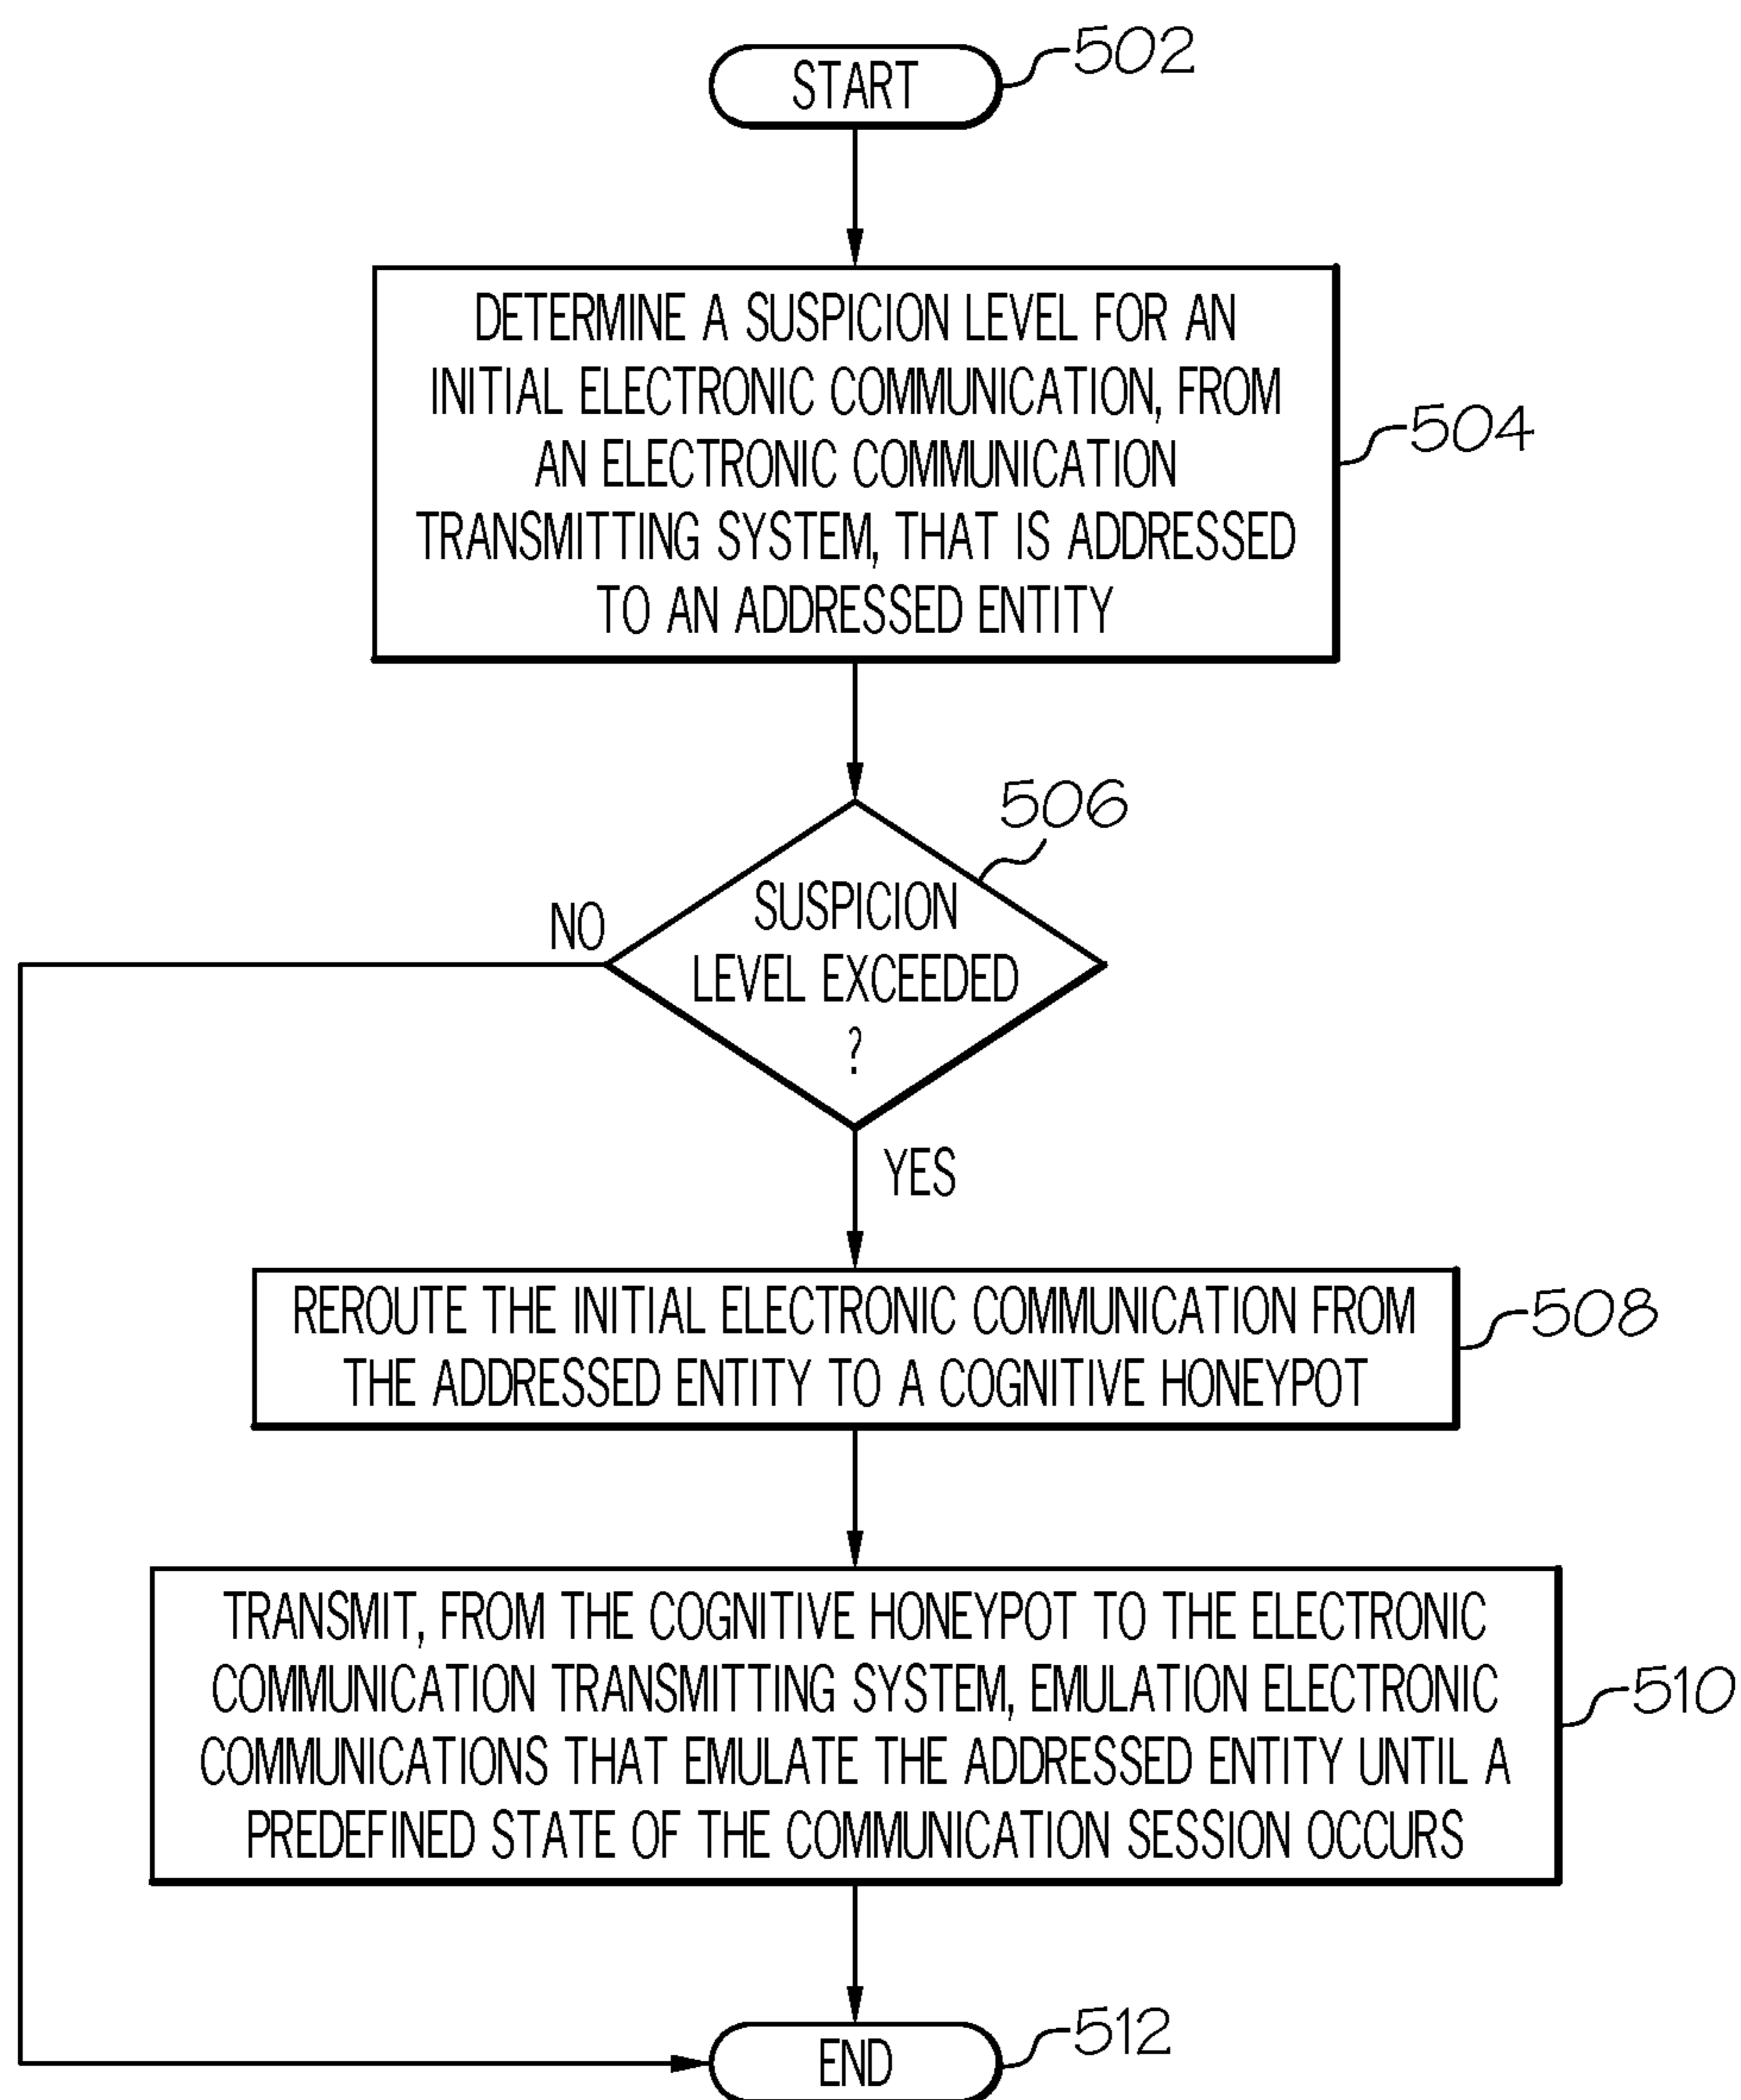 START
502
DETERMINE A SUSPICION LEVEL FOR AN
INITIAL ELECTRONIC COMMUNICATION, FROM
AN ELECTRONIC COMMUNICATION
TRANSMITTING SYSTEM, THAT IS ADDRESSED
TO AN ADDRESSED ENTITY
504
506
SUSPICION
LEVEL EXCEEDED
?
NO
YES
REROUTE THE INITIAL ELECTRONIC COMMUNICATION FROM
THE ADDRESSED ENTITY TO A COGNITIVE HONEYPOT
508
TRANSMIT, FROM THE COGNITIVE HONEYPOT TO THE ELECTRONIC
COMMUNICATION TRANSMITTING SYSTEM, EMULATION ELECTRONIC
COMMUNICATIONS THAT EMULATE THE ADDRESSED ENTITY UNTIL A
PREDEFINED STATE OF THE COMMUNICATION SESSION OCCURS
510
END
512